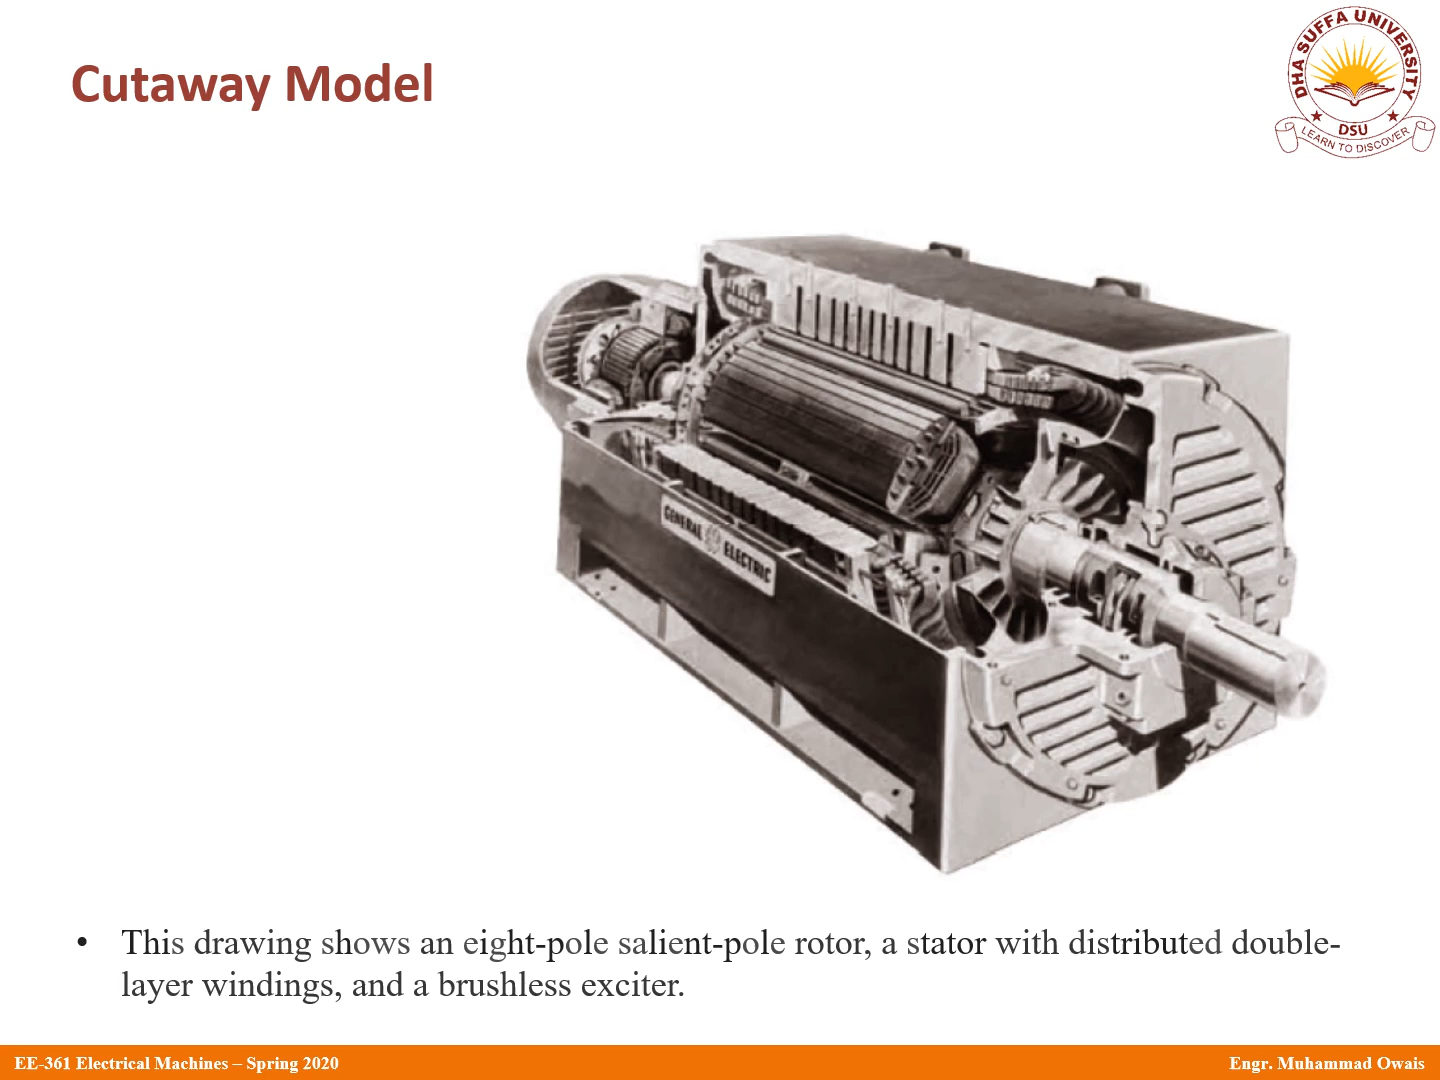 Cutaway Model
DHA SUFFA UNIVERSITY
DSU
LEARN TO DISCOVER
GENERAL ELECTRIC
• This drawing shows an eight-pole salient-pole rotor, a stator with distributed double-
layer windings, and a brushless exciter.
EE-361 Electrical Machines – Spring 2020
Engr. Muhammad Owais